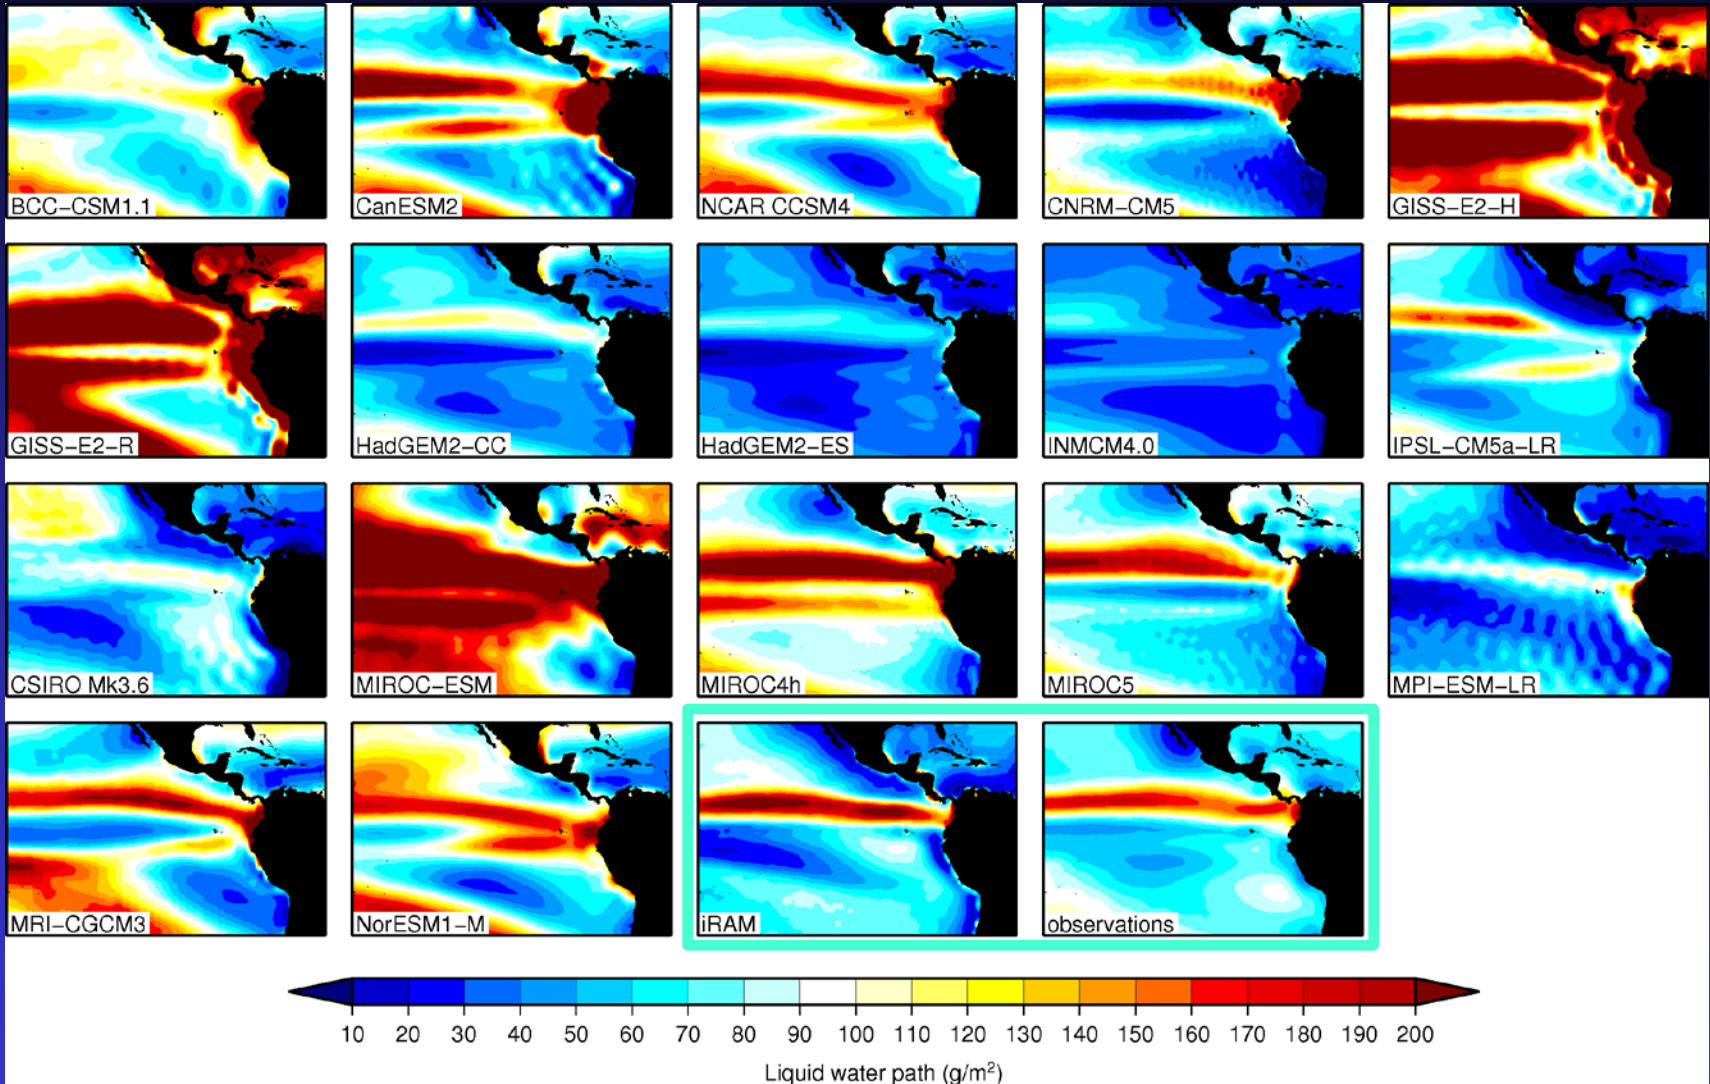 BCC-CSM1.1
CanESM2
NCAR CCSM4
CNRM-CM5
GISS-E2-H
GISS-E2-R
HadGEM2-CC
HadGEM2-ES
INMCM4.0
IPSL-CM5a-LR
CSIRO Mk3.6
MIROC-ESM
MIROC4h
MIROC5
MPI-ESM-LR
MRI-CGCM3
NorESM1-M
iRAM
observations
10 20 30 40 50 60 70 80 90 100 110 120 130 140 150 160 170 180 190 200
Liquid water path (g/m²)